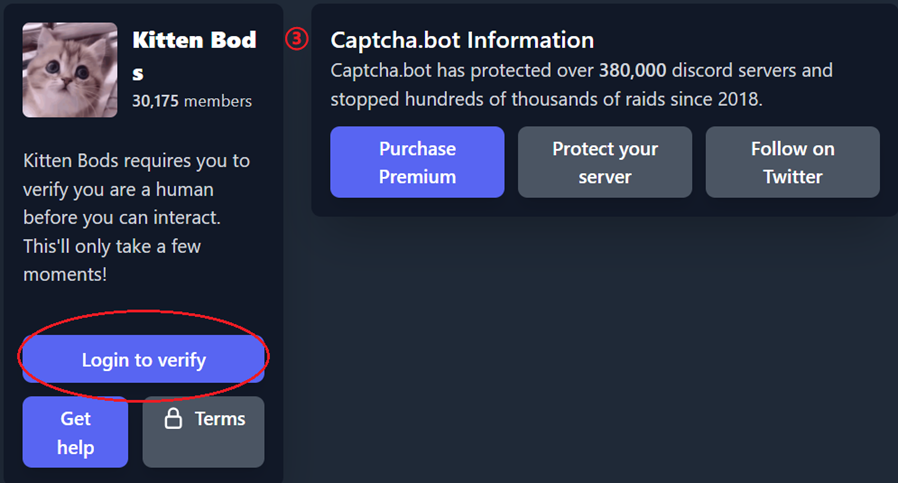 Kitten Bod
s
30,175 members
Kitten Bods requires you to
verify you are a human
before you can interact.
This'll only take a few
moments!
Login to verify
Get
help
Terms
③
Captcha.bot Information
Captcha.bot has protected over 380,000 discord servers and
stopped hundreds of thousands of raids since 2018.
Purchase
Premium
Protect your
server
Follow on
Twitter